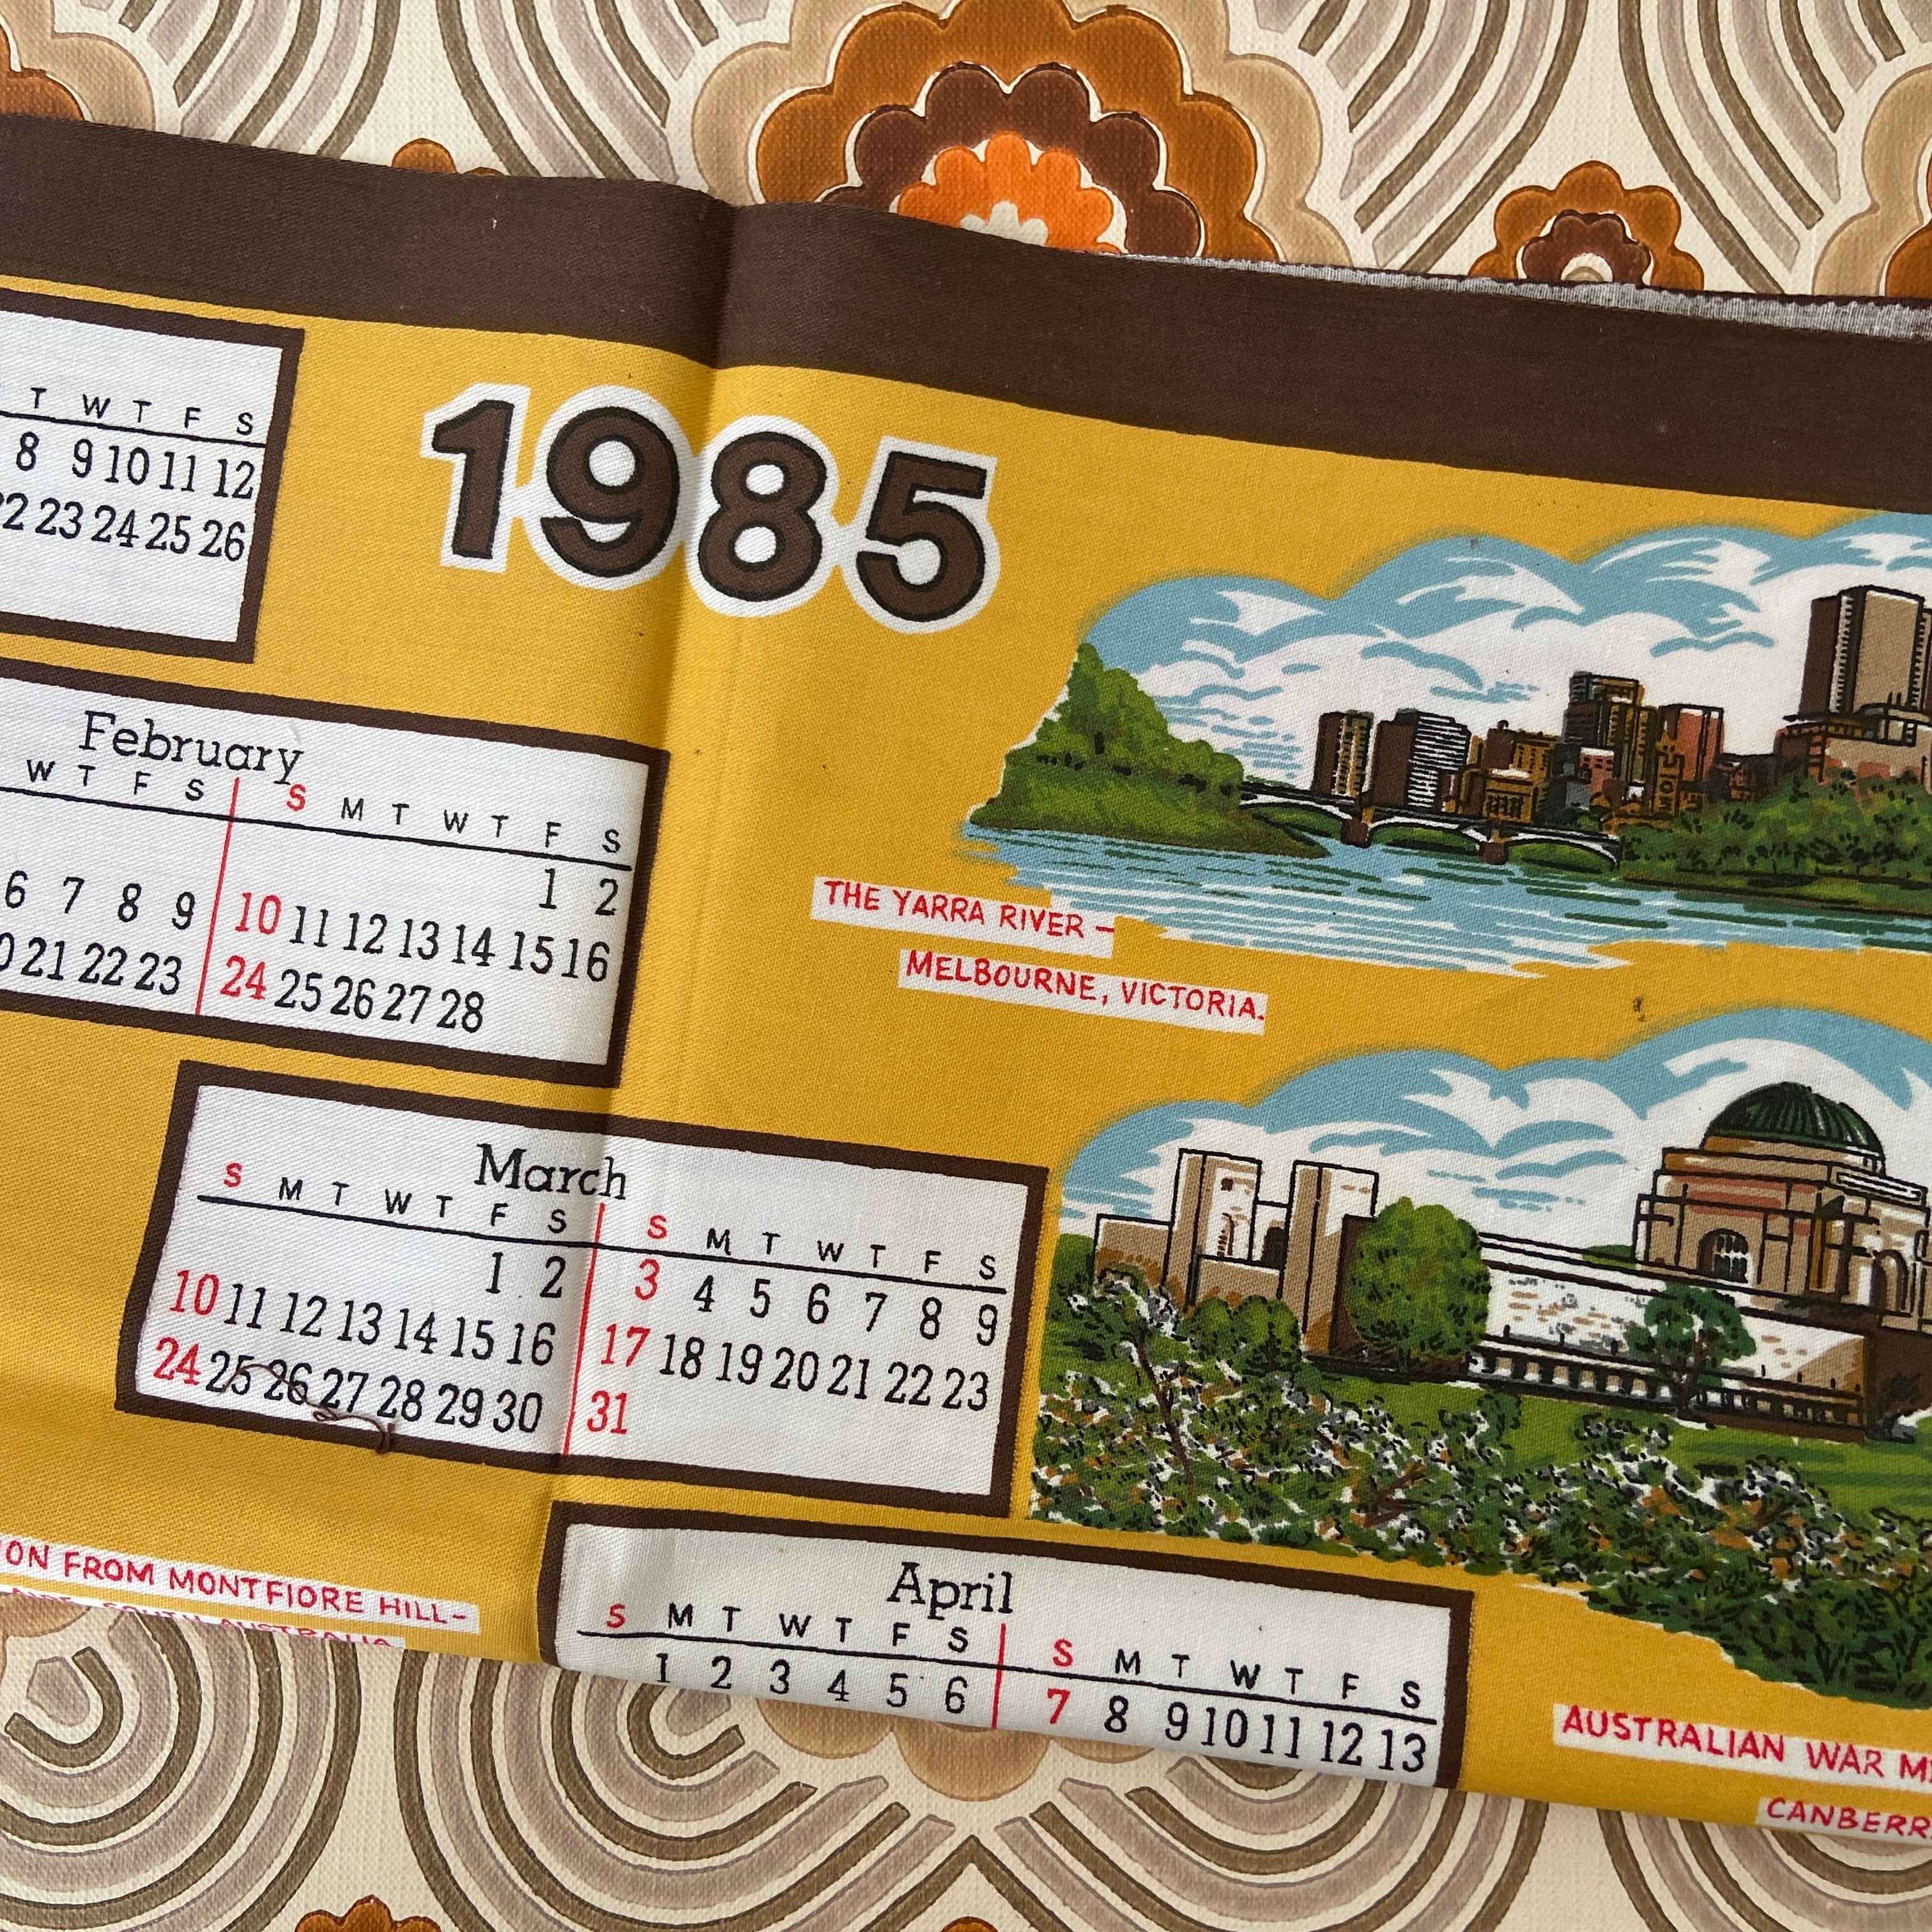 1985
T W T F S
8 9 10 11 12
22 23 24 25 26
February
W T F S S M T W T F S
1 2
6 7 8 9 10 11 12 13 14 15 16
21 22 23 24 25 26 27 28
THE YARRA RIVER –
MELBOURNE, VICTORIA.
March
S M T W T F S S M T W T F S
1 2 3 4 5 6 7 8 9
10 11 12 13 14 15 16 17 18 19 20 21 22 23
24 25 26 27 28 29 30 31
FROM MONTFIORE HILL-
SOUTH AUSTRALIA
April
S M T W T F S S M T W T F S
1 2 3 4 5 6 7 8 9 10 11 12 13
AUSTRALIAN WAR